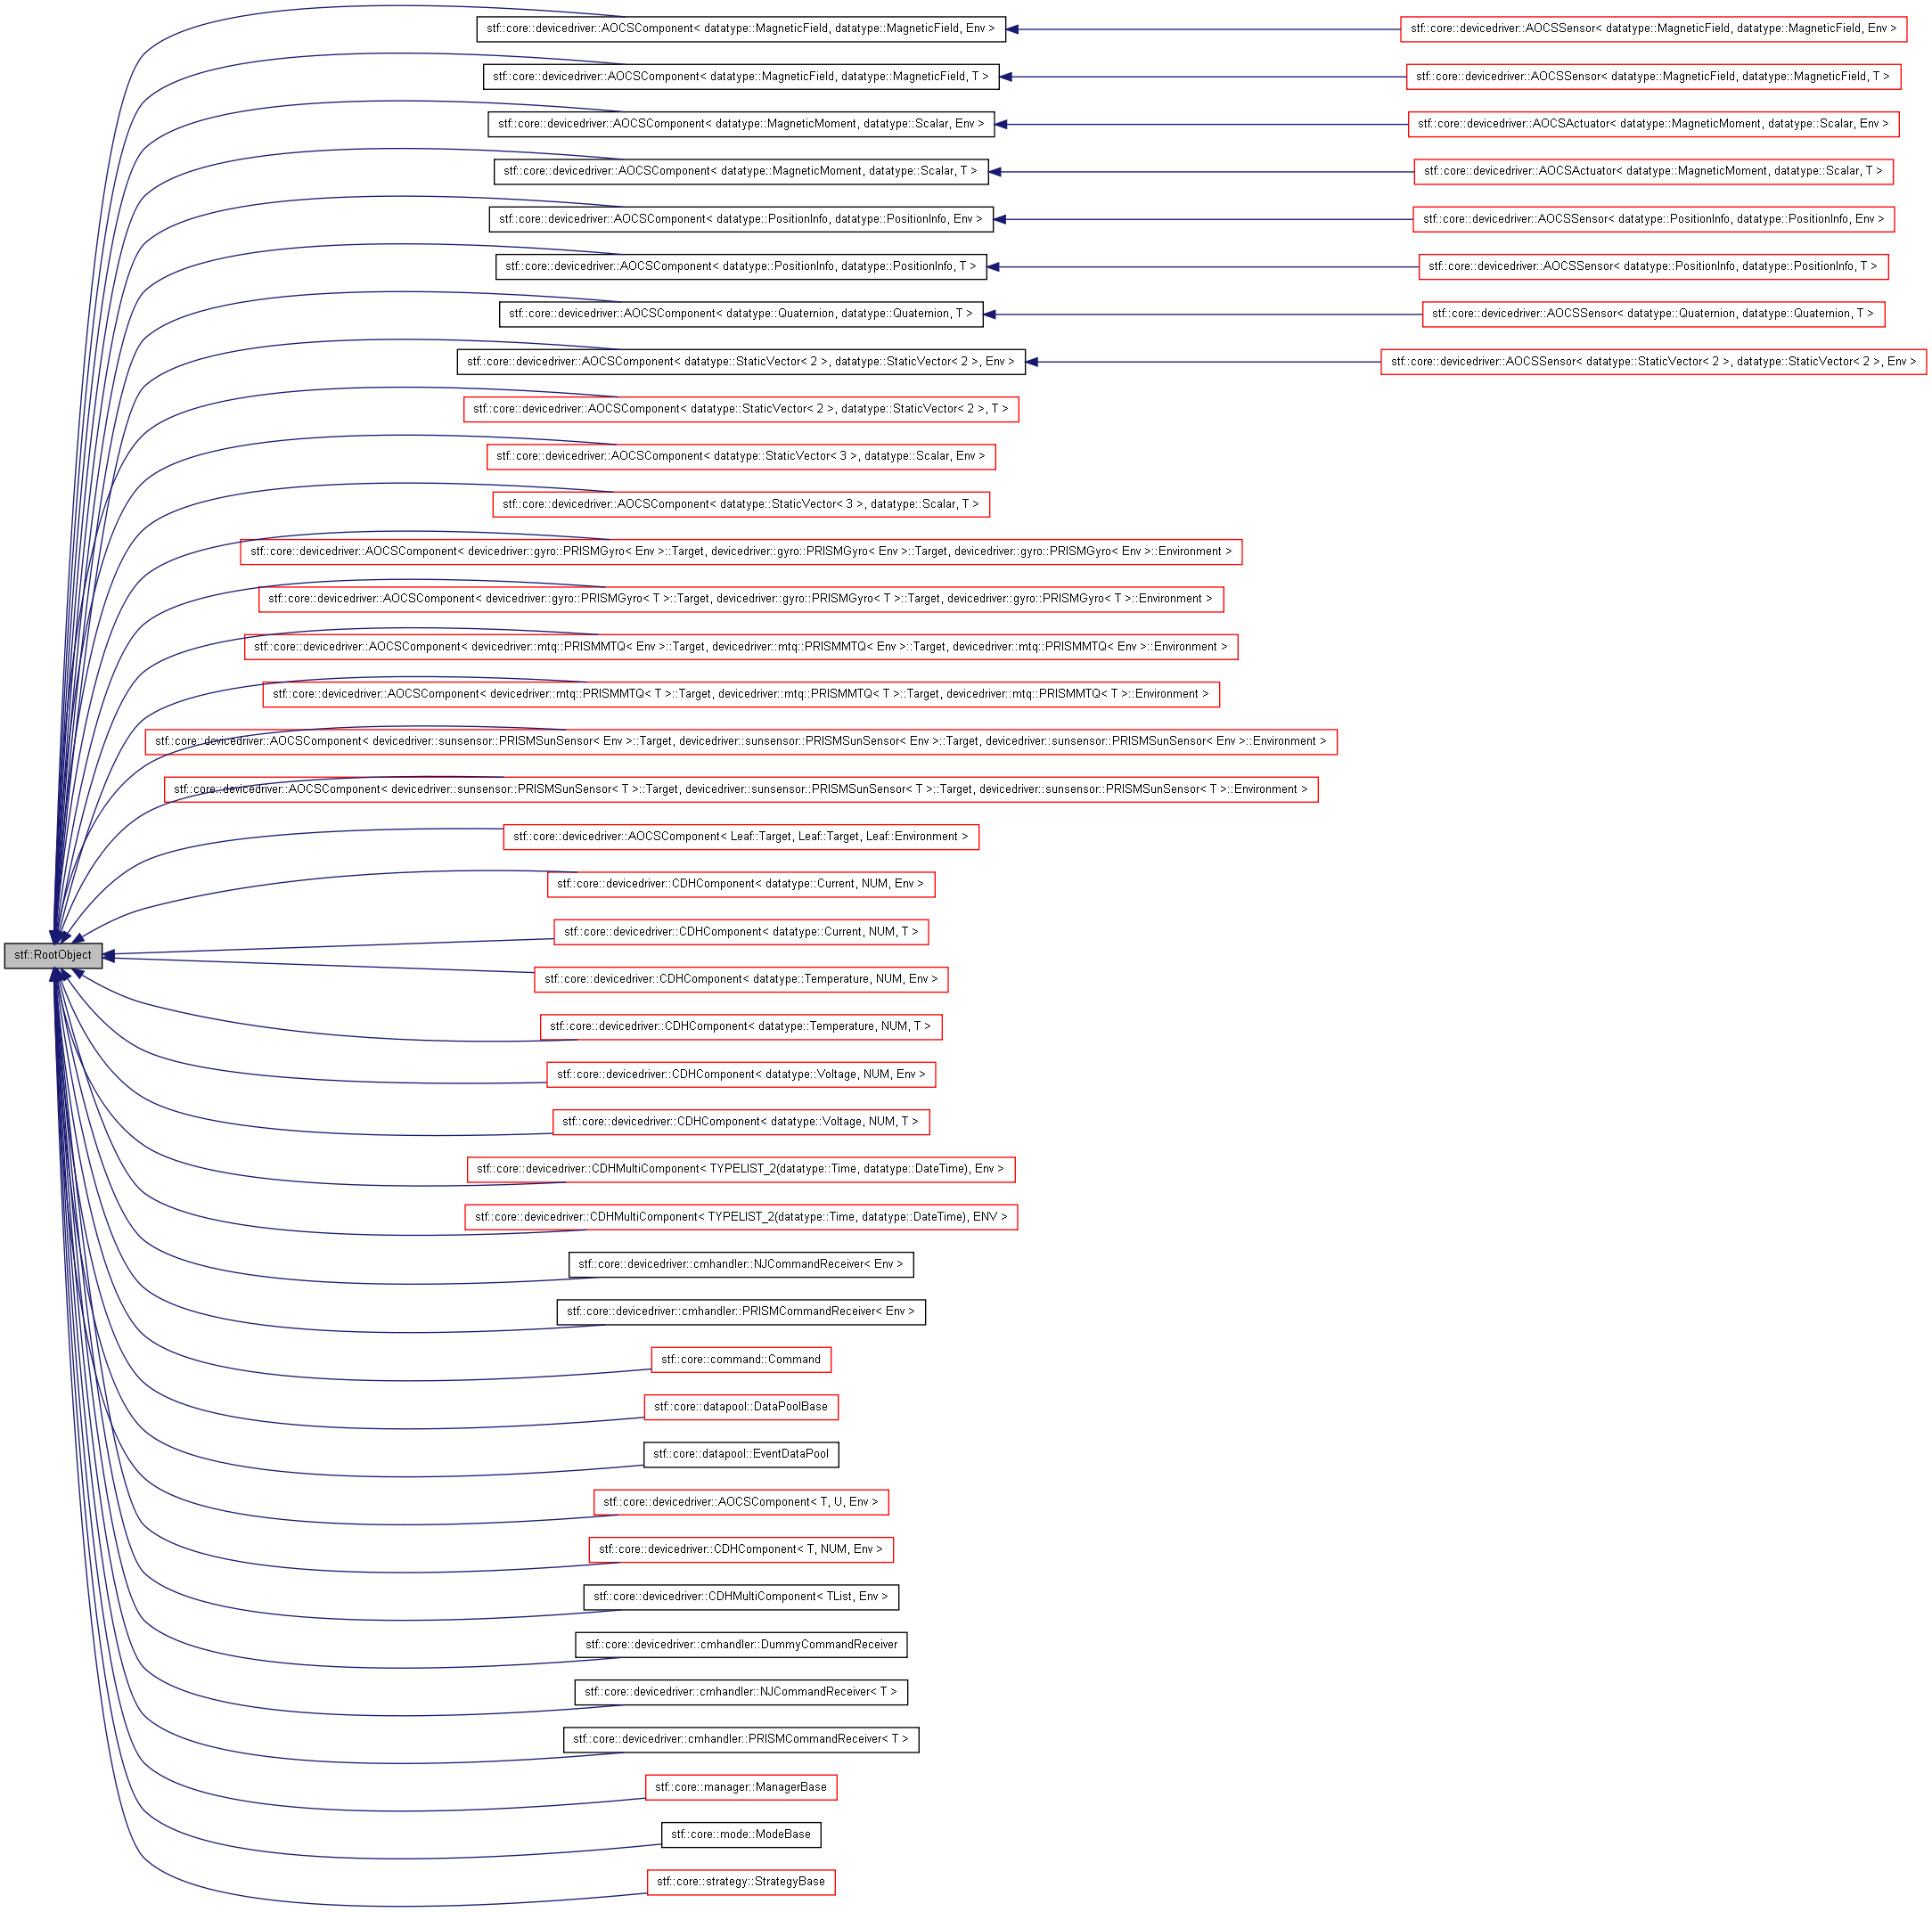 stf::core::devicedriver::AOCSComponent< datatype::MagneticField, datatype::MagneticField, Env >
stf::core::devicedriver::AOCSSensor< datatype::MagneticField, datatype::MagneticField, Env >
stf::core::devicedriver::AOCSComponent< datatype::MagneticField, datatype::MagneticField, T >
stf::core::devicedriver::AOCSSensor< datatype::MagneticField, datatype::MagneticField, T >
stf::core::devicedriver::AOCSComponent< datatype::MagneticMoment, datatype::Scalar, Env >
stf::core::devicedriver::AOCSActuator< datatype::MagneticMoment, datatype::Scalar, Env >
stf::core::devicedriver::AOCSComponent< datatype::MagneticMoment, datatype::Scalar, T >
stf::core::devicedriver::AOCSActuator< datatype::MagneticMoment, datatype::Scalar, T >
stf::core::devicedriver::AOCSComponent< datatype::PositionInfo, datatype::PositionInfo, Env >
stf::core::devicedriver::AOCSSensor< datatype::PositionInfo, datatype::PositionInfo, Env >
stf::core::devicedriver::AOCSComponent< datatype::PositionInfo, datatype::PositionInfo, T >
stf::core::devicedriver::AOCSSensor< datatype::PositionInfo, datatype::PositionInfo, T >
stf::core::devicedriver::AOCSComponent< datatype::Quaternion, datatype::Quaternion, T >
stf::core::devicedriver::AOCSSensor< datatype::Quaternion, datatype::Quaternion, T >
stf::core::devicedriver::AOCSComponent< datatype::StaticVector< 2 >, datatype::StaticVector< 2 >, Env >
stf::core::devicedriver::AOCSSensor< datatype::StaticVector< 2 >, datatype::StaticVector< 2 >, Env >
stf::core::devicedriver::AOCSComponent< datatype::StaticVector< 2 >, datatype::StaticVector< 2 >, T >
stf::core::devicedriver::AOCSComponent< datatype::StaticVector< 3 >, datatype::Scalar, Env >
stf::core::devicedriver::AOCSComponent< datatype::StaticVector< 3 >, datatype::Scalar, T >
stf::core::devicedriver::AOCSComponent< devicedriver::gyro::PRISMGyro< Env >::Target, devicedriver::gyro::PRISMGyro< Env >::Target, devicedriver::gyro::PRISMGyro< Env >::Environment >
stf::core::devicedriver::AOCSComponent< devicedriver::gyro::PRISMGyro< T >::Target, devicedriver::gyro::PRISMGyro< T >::Target, devicedriver::gyro::PRISMGyro< T >::Environment >
stf::core::devicedriver::AOCSComponent< devicedriver::mtq::PRISMMTQ< Env >::Target, devicedriver::mtq::PRISMMTQ< Env >::Target, devicedriver::mtq::PRISMMTQ< Env >::Environment >
stf::core::devicedriver::AOCSComponent< devicedriver::mtq::PRISMMTQ< T >::Target, devicedriver::mtq::PRISMMTQ< T >::Target, devicedriver::mtq::PRISMMTQ< T >::Environment >
stf::core::devicedriver::AOCSComponent< devicedriver::sunsensor::PRISMSunSensor< Env >::Target, devicedriver::sunsensor::PRISMSunSensor< Env >::Target, devicedriver::sunsensor::PRISMSunSensor< Env >::Environment >
stf::core::devicedriver::AOCSComponent< devicedriver::sunsensor::PRISMSunSensor< T >::Target, devicedriver::sunsensor::PRISMSunSensor< T >::Target, devicedriver::sunsensor::PRISMSunSensor< T >::Environment >
stf::core::devicedriver::AOCSComponent< Leaf::Target, Leaf::Target, Leaf::Environment >
stf::core::devicedriver::CDHComponent< datatype::Current, NUM, Env >
stf::core::devicedriver::CDHComponent< datatype::Current, NUM, T >
stf::RootObject
stf::core::devicedriver::CDHComponent< datatype::Temperature, NUM, Env >
stf::core::devicedriver::CDHComponent< datatype::Temperature, NUM, T >
stf::core::devicedriver::CDHComponent< datatype::Voltage, NUM, Env >
stf::core::devicedriver::CDHComponent< datatype::Voltage, NUM, T >
stf::core::devicedriver::CDHMultiComponent< TYPELIST_2(datatype::Time, datatype::DateTime), Env >
stf::core::devicedriver::CDHMultiComponent< TYPELIST_2(datatype::Time, datatype::DateTime), ENV >
stf::core::devicedriver::cmhandler::NJCommandReceiver< Env >
stf::core::devicedriver::cmhandler::PRISMCommandReceiver< Env >
stf::core::command::Command
stf::core::datapool::DataPoolBase
stf::core::datapool::EventDataPool
stf::core::devicedriver::AOCSComponent< T, U, Env >
stf::core::devicedriver::CDHComponent< T, NUM, Env >
stf::core::devicedriver::CDHMultiComponent< TList, Env >
stf::core::devicedriver::cmhandler::DummyCommandReceiver
stf::core::devicedriver::cmhandler::NJCommandReceiver< T >
stf::core::devicedriver::cmhandler::PRISMCommandReceiver< T >
stf::core::manager::ManagerBase
stf::core::mode::ModeBase
stf::core::strategy::StrategyBase